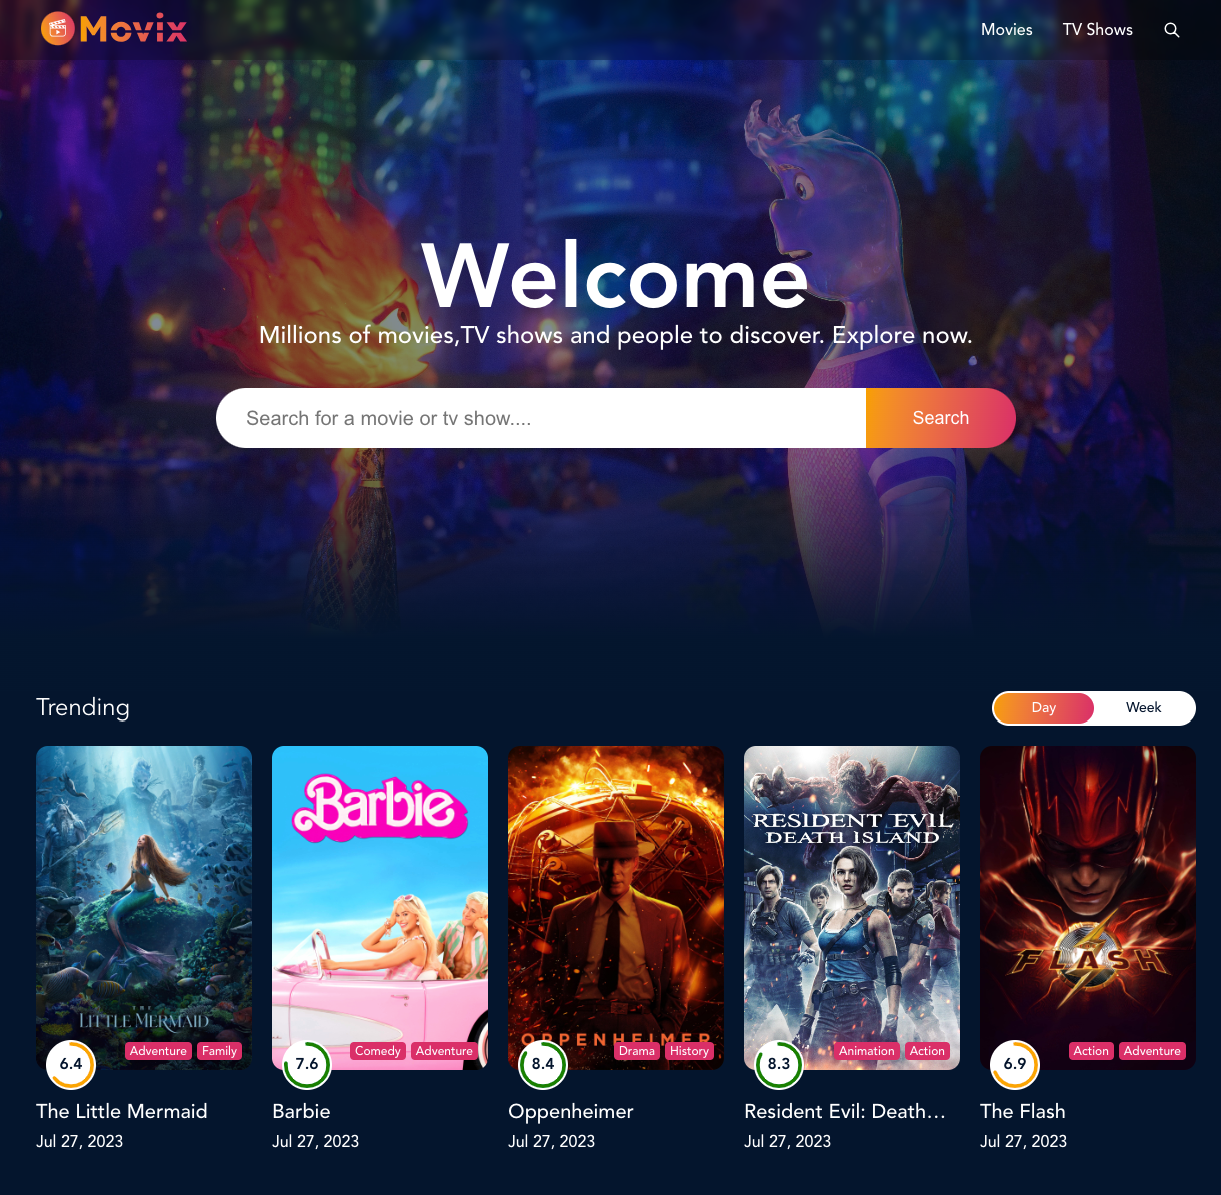 Movix
Movies TV Shows
Welcome
Millions of movies,TV shows and people to discover. Explore now.
Search for a movie or tv show.... Search
Trending
Day Week
THE
LITTLE MERMAID
Adventure Family
6.4
The Little Mermaid
Jul 27, 2023
Barbie
Comedy Adventure
7.6
Barbie
Jul 27, 2023
OPPENHEIMER
Drama History
8.4
Oppenheimer
Jul 27, 2023
RESIDENT EVIL
DEATH ISLAND
Animation Action
8.3
Resident Evil: Death...
Jul 27, 2023
FLASH
Action Adventure
6.9
The Flash
Jul 27, 2023